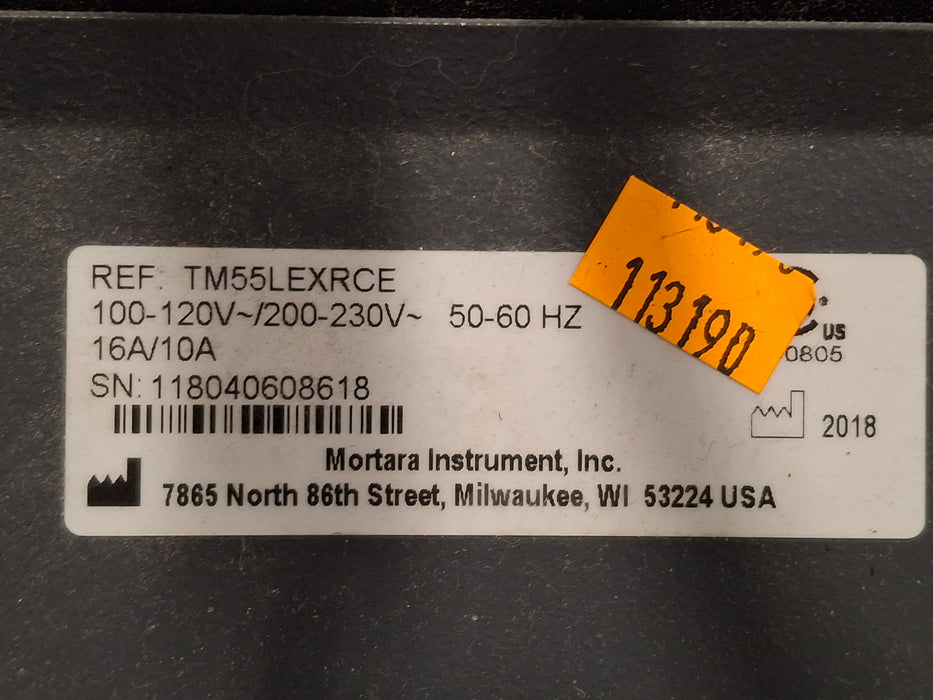 REF: TM55LEXRCE
100-120V~/200-230V~ 50-60 HZ
16A/10A
SN: 118040608618
113190
us
0805
2018
Mortara Instrument, Inc.
7865 North 86th Street, Milwaukee, WI 53224 USA